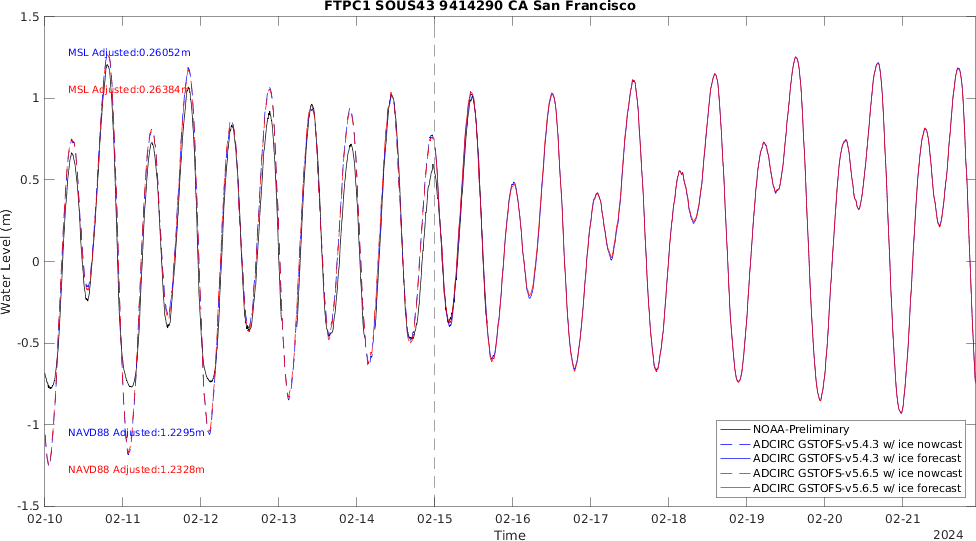 FTPC1 SOUS43 9414290 CA San Francisco
1.5
MSL Adjusted:0.26052m
MSL Adjusted:0.26384m
1
0.5
0
-0.5
-1
-1.5
Water Level (m)
NAVD88 Adjusted:1.2295m
NAVD88 Adjusted:1.2328m
NOAA-Preliminary
ADCIRC GSTOFS-v5.4.3 w/ ice nowcast
ADCIRC GSTOFS-v5.4.3 w/ ice forecast
ADCIRC GSTOFS-v5.6.5 w/ ice nowcast
ADCIRC GSTOFS-v5.6.5 w/ ice forecast
02-10 02-11 02-12 02-13 02-14 02-15 02-16 02-17 02-18 02-19 02-20 02-21
Time
2024